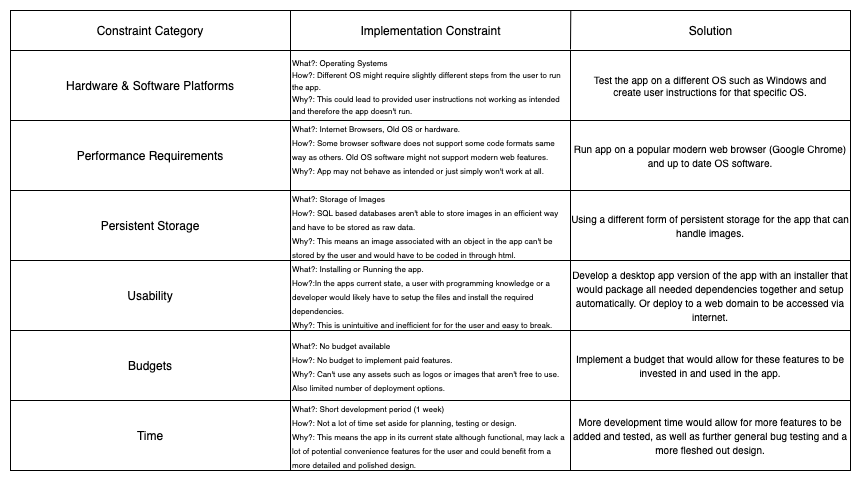 Constraint Category
Implementation Constraint
Solution
Hardware & Software Platforms
What?: Operating Systems
How?: Different OS might require slightly different steps from the user to run
the app.
Why?: This could lead to provided user instructions not working as intended
and therefore the app doesn't run.
Test the app on a different OS such as Windows and
create user instructions for that specific OS.
Performance Requirements
What?: Internet Browsers, Old OS or hardware.
How?: Some browser software does not support some code formats same
way as others. Old OS software might not support modern web features.
Why?: App may not behave as intended or just simply won't work at all.
Run app on a popular modern web browser (Google Chrome)
and up to date OS software.
Persistent Storage
What?: Storage of Images
How?: SQL based databases aren't able to store images in an efficient way
and have to be stored as raw data.
Why?: This means an image associated with an object in the app can't be
stored by the user and would have to be coded in through html.
Using a different form of persistent storage for the app that can
handle images.
Usability
What?: Installing or Running the app.
How?:In the apps current state, a user with programming knowledge or a
developer would likely have to setup the files and install the required
dependencies.
Why?: This is unintuitive and inefficient for for the user and easy to break.
Develop a desktop app version of the app with an installer that
would package all needed dependencies together and setup
automatically. Or deploy to a web domain to be accessed via
internet.
Budgets
What?: No budget available
How?: No budget to implement paid features.
Why?: Can't use any assets such as logos or images that aren't free to use.
Also limited number of deployment options.
Implement a budget that would allow for these features to be
invested in and used in the app.
Time
What?: Short development period (1 week)
How?: Not a lot of time set aside for planning, testing or design.
Why?: This means the app in its current state although functional, may lack a
lot of potential convenience features for the user and could benefit from a
more detailed and polished design.
More development time would allow for more features to be
added and tested, as well as further general bug testing and a
more fleshed out design.